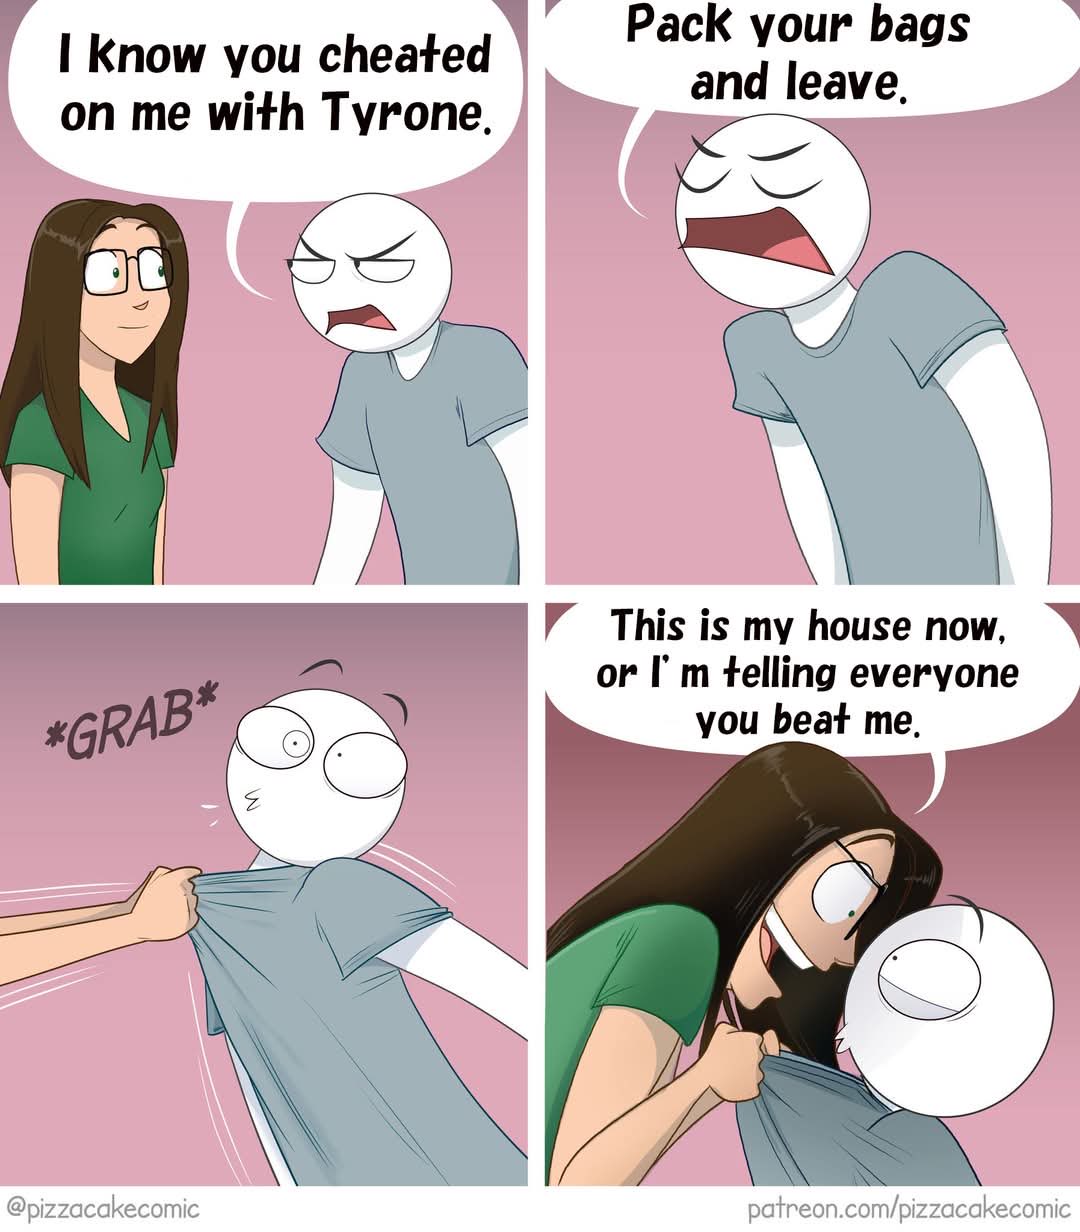 I know you cheated
on me with Tyrone.
Pack your bags
and leave.
*GRAB*
This is my house now,
or I'm telling everyone
you beat me.
@pizzacakecomic
patreon.com/pizzacakecomic